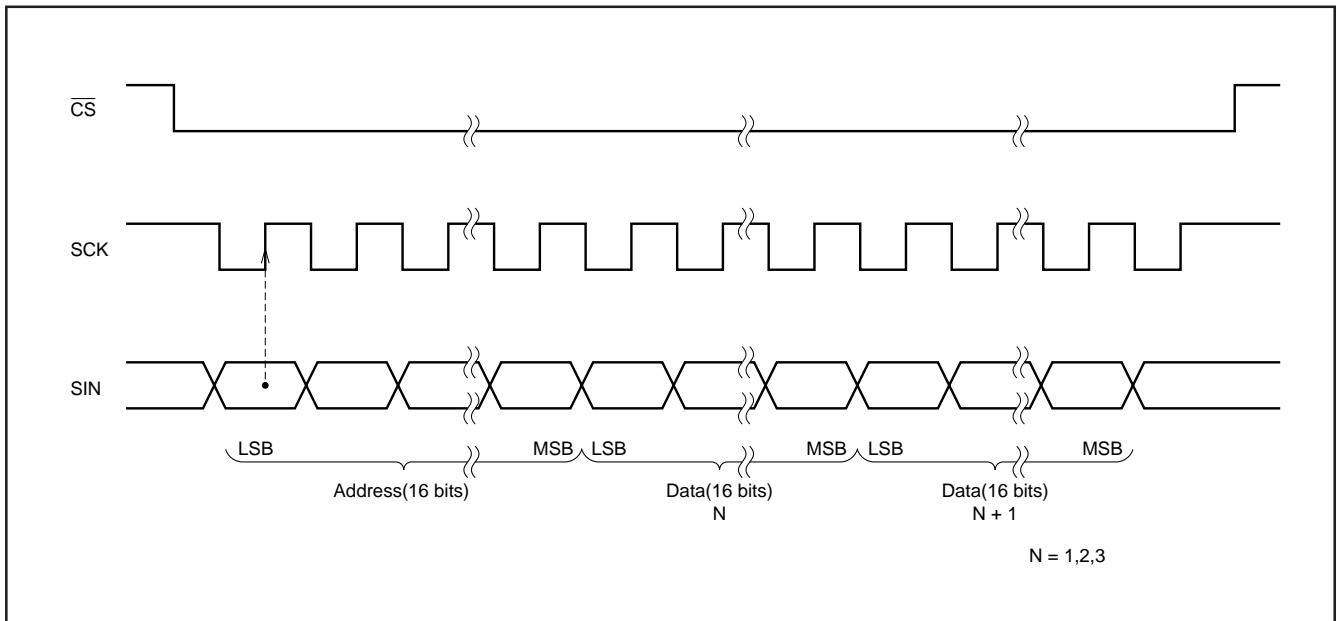 CS
SCK
SIN
LSB MSB LSB MSB LSB MSB
Address(16 bits) Data(16 bits) Data(16 bits)
N N + 1
N = 1,2,3